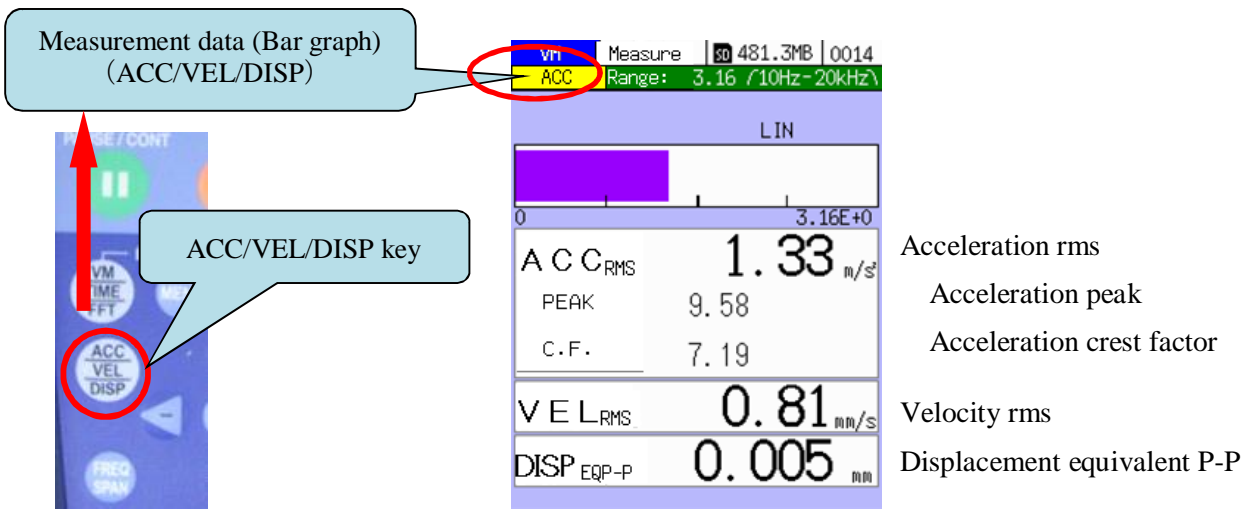 Measurement data (Bar graph)
（ACC/VEL/DISP）
VM Measure SD 481.3MB 0014
ACC Range: 3.16 /10Hz-20kHz\
PAUSE/CONT
LIN
0 3.16E+0
ACC/VEL/DISP key
VM
TIME
FFT
ACC
VEL
DISP
FREQ
SPAN
ACC RMS 1.33 m/s²
PEAK 9.58
C.F. 7.19
VEL RMS 0.81 mm/s
DISP EQP-P 0.005 mm
Acceleration rms
Acceleration peak
Acceleration crest factor
Velocity rms
Displacement equivalent P-P